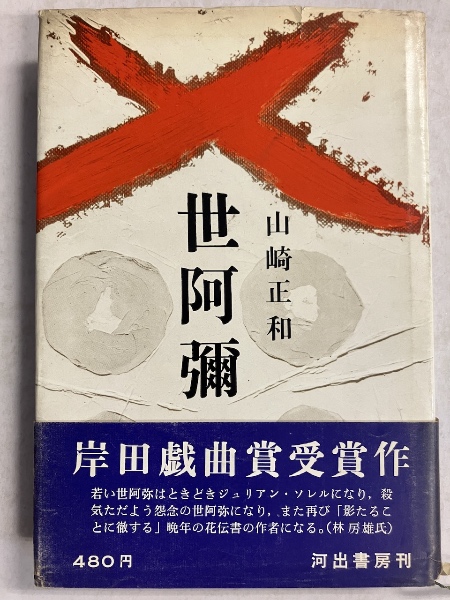 山崎正和
世阿彌
岸田戯曲賞受賞作
若い世阿弥はときどきジュリアン・ソレルになり，殺
気ただよう怨念の世阿弥になり，また再び「影たるこ
とに徹する」晩年の花伝書の作者になる。(林房雄氏)
480円
河出書房刊